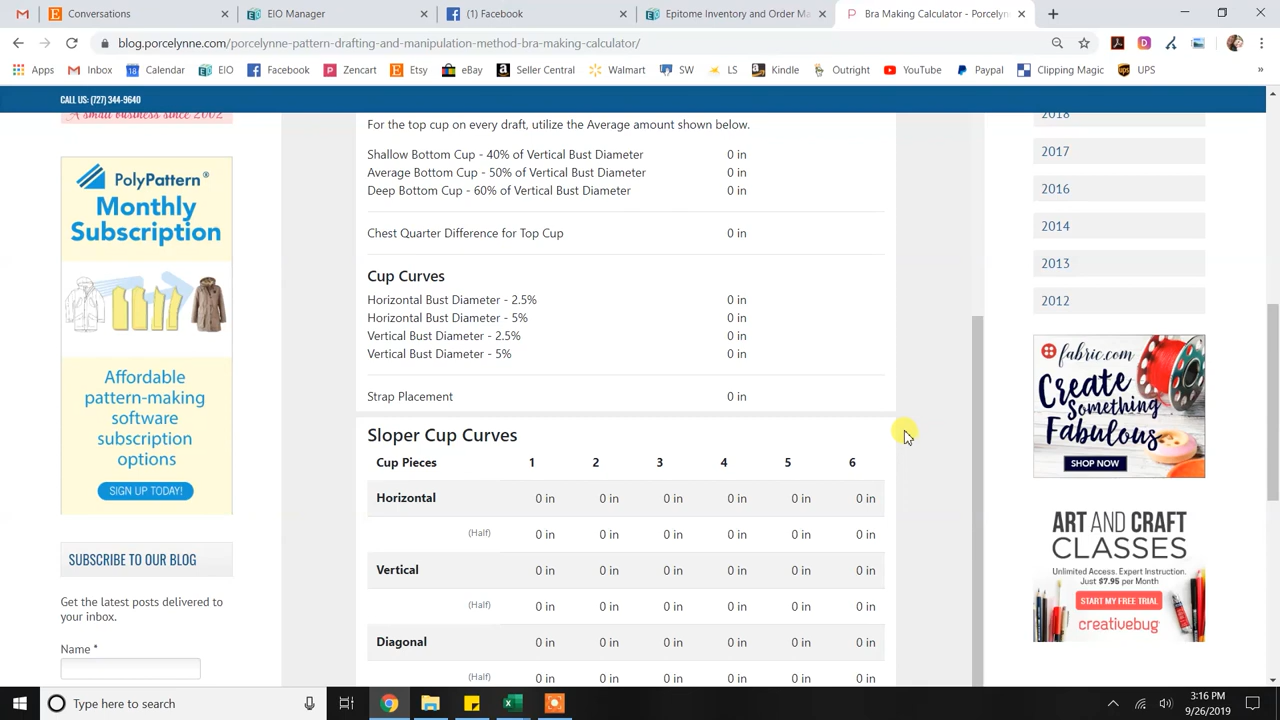 Conversations
EIO Manager
(1) Facebook
Epitome Inventory and Order Ma
Bra Making Calculator - Porcelynn
blog.porcelynne.com/porcelynne-pattern-drafting-and-manipulation-method-bra-making-calculator/
Apps
Inbox
Calendar
EIO
Facebook
Zencart
Etsy
eBay
Seller Central
Walmart
SW
LS
Kindle
Outright
YouTube
Paypal
Clipping Magic
UPS
CALL US: (727) 344-9640
A small business since 2002
PolyPattern®
Monthly
Subscription
Affordable
pattern-making
software
subscription
options
SIGN UP TODAY!
SUBSCRIBE TO OUR BLOG
Get the latest posts delivered to
your inbox.
Name *
For the top cup on every draft, utilize the Average amount shown below.
Shallow Bottom Cup - 40% of Vertical Bust Diameter 0 in
Average Bottom Cup - 50% of Vertical Bust Diameter 0 in
Deep Bottom Cup - 60% of Vertical Bust Diameter 0 in
Chest Quarter Difference for Top Cup 0 in
Cup Curves
Horizontal Bust Diameter - 2.5% 0 in
Horizontal Bust Diameter - 5% 0 in
Vertical Bust Diameter - 2.5% 0 in
Vertical Bust Diameter - 5% 0 in
Strap Placement 0 in
Sloper Cup Curves
Cup Pieces 1 2 3 4 5 6
Horizontal 0 in 0 in 0 in 0 in 0 in 0 in
(Half) 0 in 0 in 0 in 0 in 0 in 0 in
Vertical 0 in 0 in 0 in 0 in 0 in 0 in
(Half) 0 in 0 in 0 in 0 in 0 in 0 in
Diagonal 0 in 0 in 0 in 0 in 0 in 0 in
(Half) 0 in 0 in 0 in 0 in 0 in 0 in
2018
2017
2016
2014
2013
2012
fabric.com
Create
Something
Fabulous
SHOP NOW
ART AND CRAFT
CLASSES
Unlimited Access. Expert Instruction.
Just $7.95 per Month
START MY FREE TRIAL
creativebug
Type here to search
3:16 PM
9/26/2019